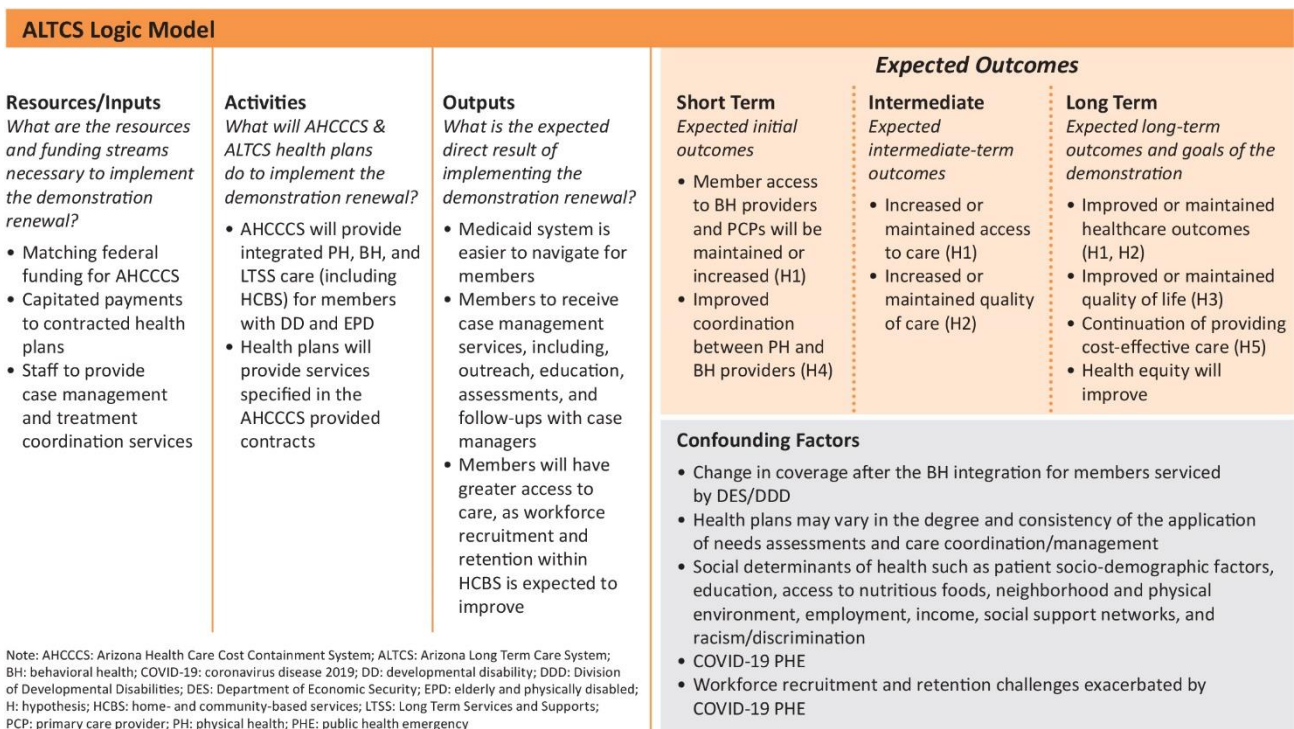 ALTCS Logic Model
Resources/Inputs
What are the resources
and funding streams
necessary to implement
the demonstration
renewal?
• Matching federal
funding for AHCCCS
• Capitated payments
to contracted health
plans
• Staff to provide
case management
and treatment
coordination services
Activities
What will AHCCCS &
ALTCS health plans
do to implement the
demonstration renewal?
• AHCCCS will provide
integrated PH, BH, and
LTSS care (including
HCBS) for members
with DD and EPD
• Health plans will
provide services
specified in the
AHCCCS provided
contracts
Outputs
What is the expected
direct result of
implementing the
demonstration renewal?
• Medicaid system is
easier to navigate for
members
• Members to receive
case management
services, including,
outreach, education,
assessments, and
follow-ups with case
managers
• Members will have
greater access to
care, as workforce
recruitment and
retention within
HCBS is expected to
improve
Expected Outcomes
Short Term
Expected initial
outcomes
• Member access
to BH providers
and PCPs will be
maintained or
increased (H1)
• Improved
coordination
between PH and
BH providers (H4)
Intermediate
Expected
intermediate-term
outcomes
• Increased or
maintained access
to care (H1)
• Increased or
maintained quality
of care (H2)
Long Term
Expected long-term
outcomes and goals of the
demonstration
• Improved or maintained
healthcare outcomes
(H1, H2)
• Improved or maintained
quality of life (H3)
• Continuation of providing
cost-effective care (H5)
• Health equity will
improve
Confounding Factors
• Change in coverage after the BH integration for members serviced
by DES/DDD
• Health plans may vary in the degree and consistency of the application
of needs assessments and care coordination/management
• Social determinants of health such as patient socio-demographic factors,
education, access to nutritious foods, neighborhood and physical
environment, employment, income, social support networks, and
racism/discrimination
• COVID-19 PHE
• Workforce recruitment and retention challenges exacerbated by
COVID-19 PHE
Note: AHCCCS: Arizona Health Care Cost Containment System; ALTCS: Arizona Long Term Care System;
BH: behavioral health; COVID-19: coronavirus disease 2019; DD: developmental disability; DDD: Division
of Developmental Disabilities; DES: Department of Economic Security; EPD: elderly and physically disabled;
H: hypothesis; HCBS: home- and community-based services; LTSS: Long Term Services and Supports;
PCP: primary care provider; PH: physical health; PHE: public health emergency